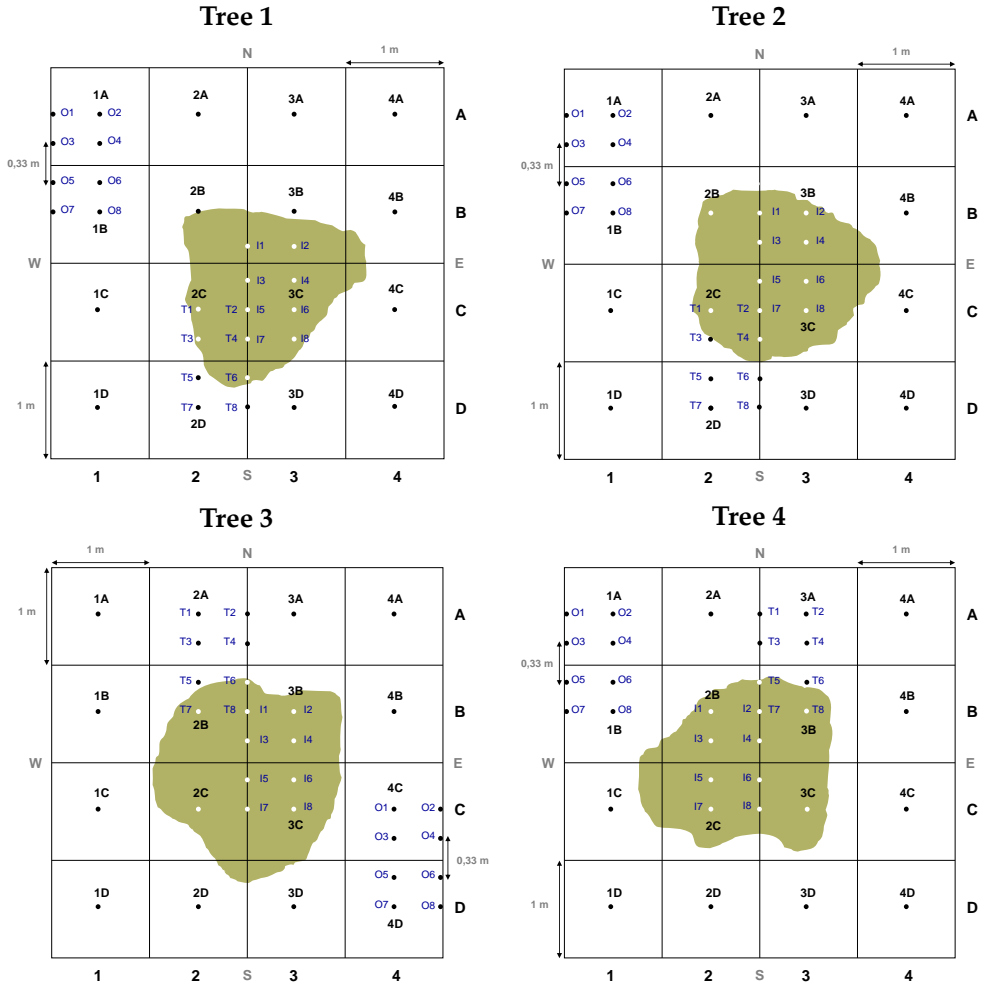 Tree 1
N
1 m
1A 2A 3A 4A
O1 O2 A
O3 O4
0,33 m
O5 O6
2B 3B 4B
O7 O8 B
1B
I1 I2
W E
I3 I4
1C 2C 3C 4C
T1 T2 I5 I6 C
T3 T4 I7 I8
T5 T6
1D 3D 4D
1 m T7 T8 D
2D
1 2 S 3 4
Tree 2
N
1 m
1A 2A 3A 4A
O1 O2 A
O3 O4
0,33 m
O5 O6
2B 3B 4B
O7 O8 I1 I2 B
1B
I3 I4
W E
I5 I6
1C 2C 4C
T1 T2 I7 I8 C
3C
T3 T4
T5 T6
1D 3D 4D
1 m T7 T8 D
2D
1 2 S 3 4
Tree 3
N
1 m
1A 2A 3A 4A
1 m T1 T2 A
T3 T4
T5 T6
1B 3B 4B
T7 T8 I1 I2 B
2B
I3 I4
W E
I5 I6
1C 2C 4C
I7 I8 O1 O2 C
3C
O3 O4
0,33 m
O5 O6
1D 2D 3D
O7 O8 D
4D
1 2 S 3 4
Tree 4
N
1 m
1A 2A 3A 4A
O1 O2 T1 T2 A
O3 O4 T3 T4
0,33 m
O5 O6 T5 T6
2B 4B
O7 O8 I1 I2 T7 T8 B
1B 3B
I3 I4
W E
I5 I6
1C 3C 4C
I7 I8 C
2C
1D 2D 3D 4D
1 m D
1 2 S 3 4